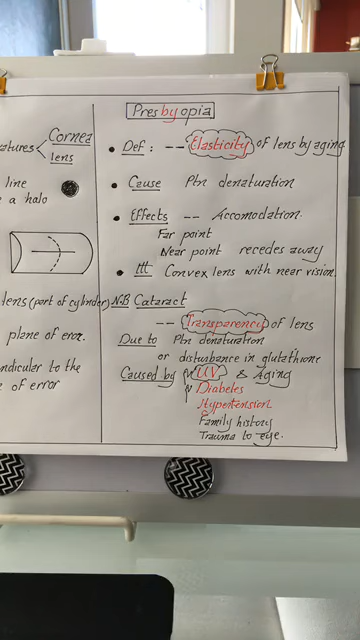 Cornea
atures < lens
line
e a halo
lens (part of cylinder)
plane of eror.
ndicular to the
e of error
Presbyopia
• Def: -- Elasticity of lens by aging
• Cause Ptn denaturation
• Effects -- Accomodation.
Far point
Near point recedes away
• ttt Convex lens with near vision.
N.B Cataract
-- Transparency of lens
Due to Ptn denaturation
or disturbance in glutathione
Caused by UV & Aging
Diabetes
Hypertension
Family history
Trauma to eye.